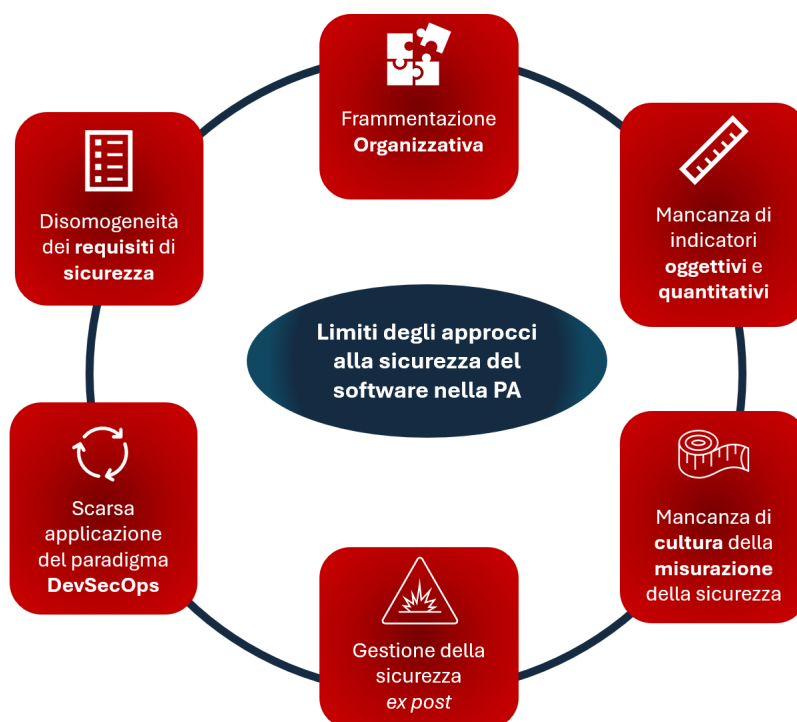 Frammentazione
Organizzativa
Mancanza di
indicatori
oggettivi e
quantitativi
Mancanza di
cultura della
misurazione
della sicurezza
Gestione della
sicurezza
ex post
Scarsa
applicazione
del paradigma
DevSecOps
Disomogeneità
dei requisiti di
sicurezza
Limiti degli approcci
alla sicurezza del
software nella PA